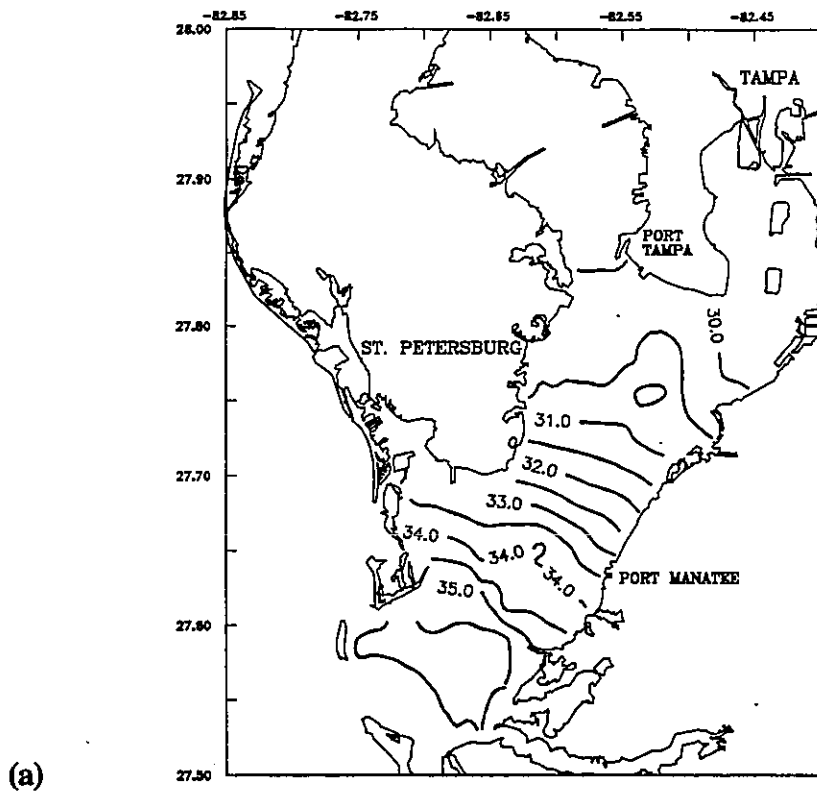 -82.85 -82.75 -82.65 -82.55 -82.45
28.00
TAMPA
27.90
PORT
TAMPA
27.80
30.0
ST. PETERSBURG
31.0
32.0
27.70
33.0
34.0
34.0
2
34.0
PORT MANATEE
35.0
27.60
27.50
(a)